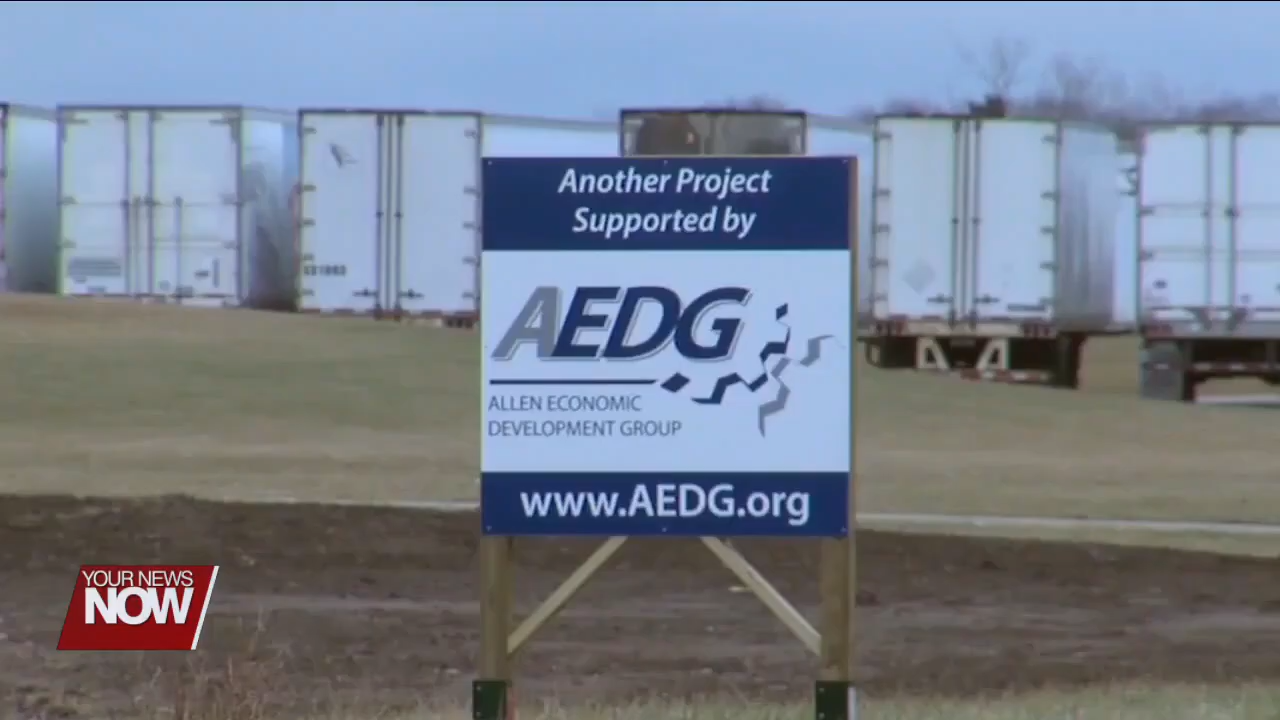 Another Project
Supported by
AEDG
ALLEN ECONOMIC
DEVELOPMENT GROUP
www.AEDG.org
YOUR NEWS
NOW